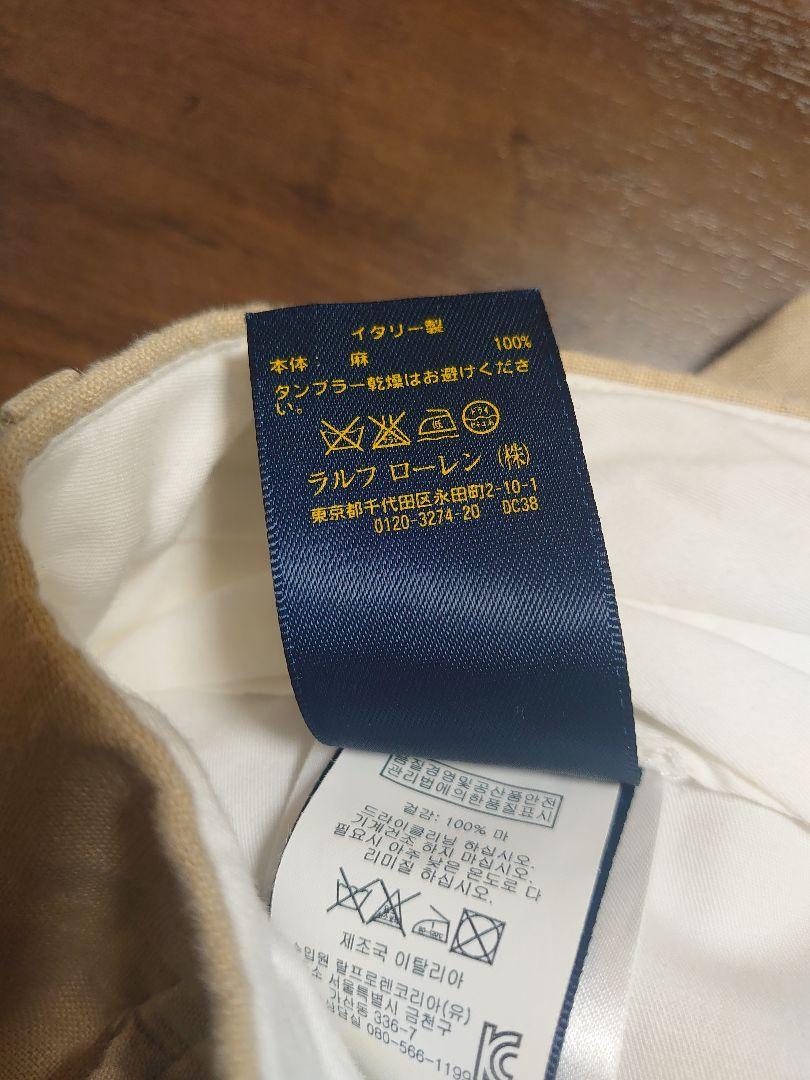 イタリー製
本体: 麻 100%
タンブラー乾燥はお避けくださ
い。
ドライ
ラルフ ローレン (株)
東京都千代田区永田町2-10-1
0120-3274-20 DC38
품질경영및공산품안전
관리법에의한품질표시
겉감: 100% 마
드라이클리닝 하십시오.
기계건조 하지 마십시오.
필요시 아주 낮은 온도로 다
리미질 하십시오.
제조국 이탈리아
수입원 랄프로렌코리아(유)
주소 서울특별시 금천구
가산동 336-7
상담실 080-566-1199